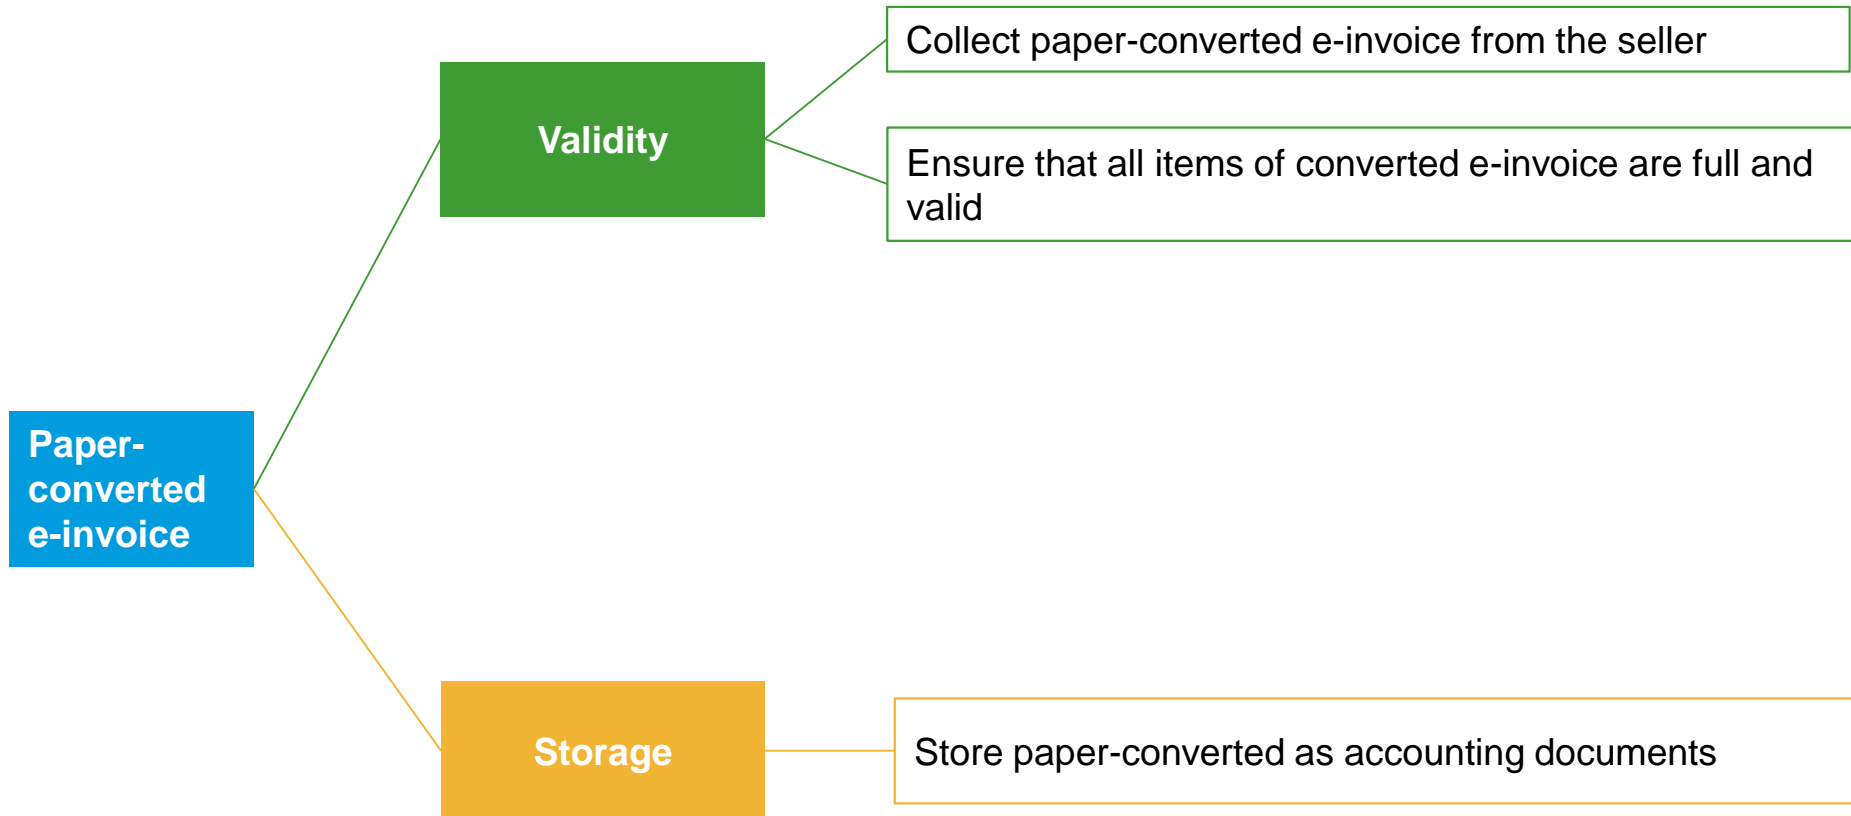 Collect paper-converted e-invoice from the seller
Validity
Ensure that all items of converted e-invoice are full and
valid
Paper-
converted
e-invoice
Storage
Store paper-converted as accounting documents